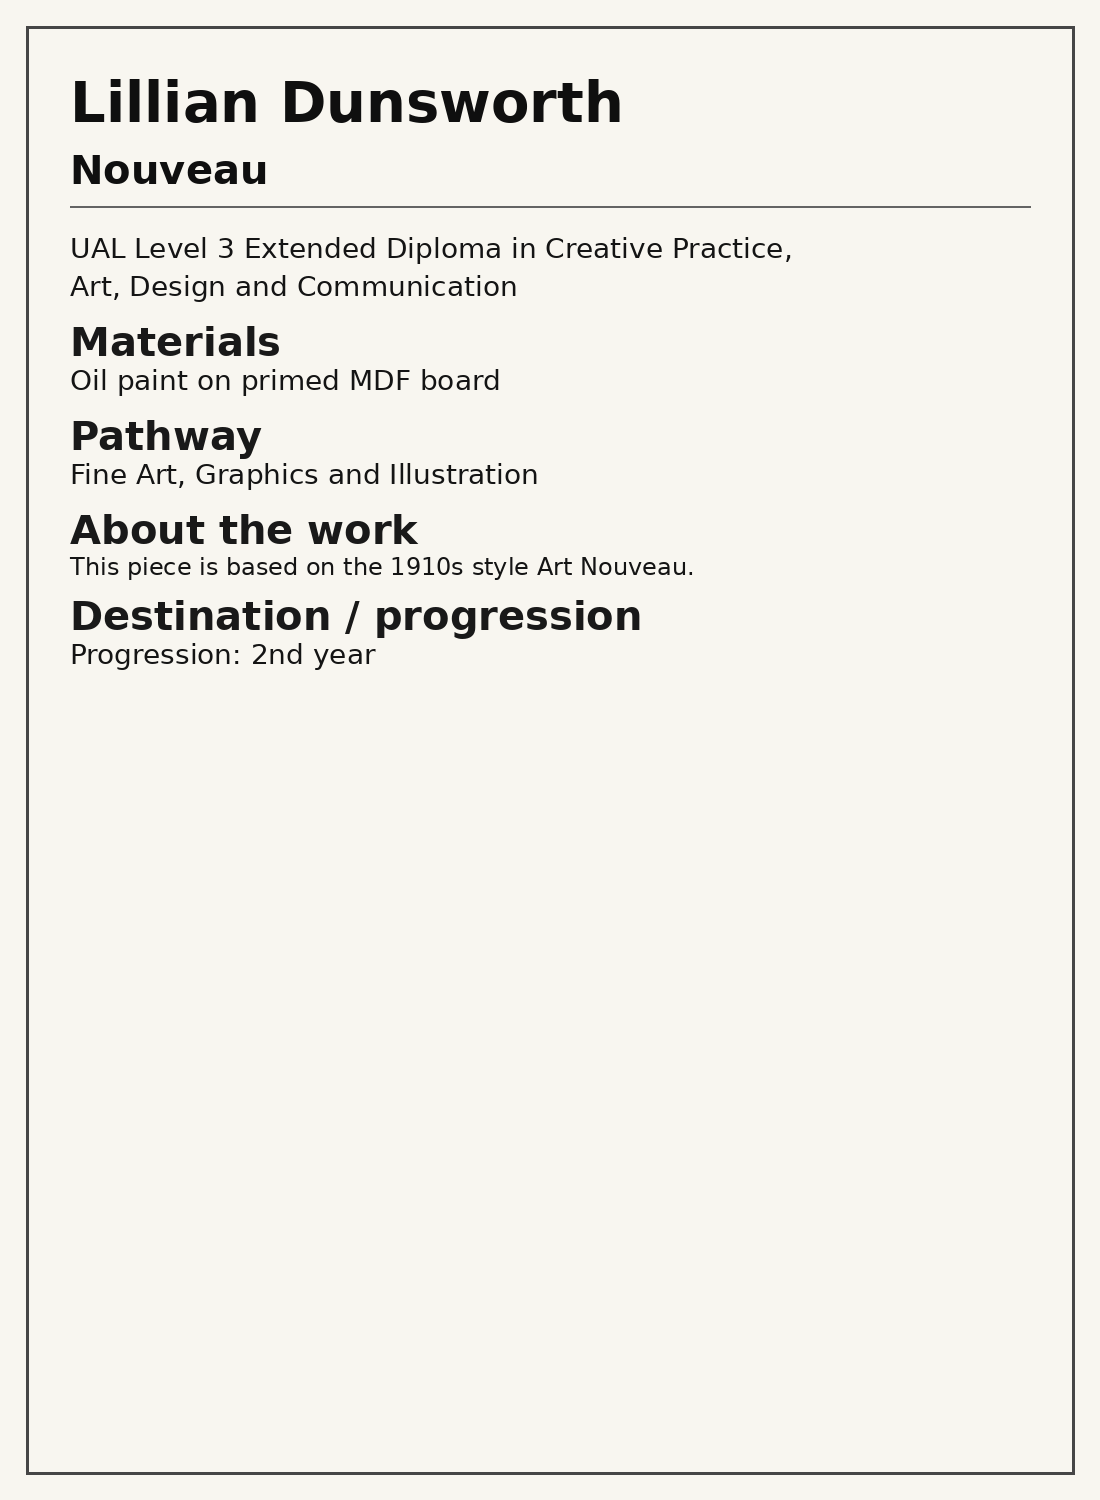 Lillian Dunsworth
Nouveau
UAL Level 3 Extended Diploma in Creative Practice,
Art, Design and Communication
Materials
Oil paint on primed MDF board
Pathway
Fine Art, Graphics and Illustration
About the work
This piece is based on the 1910s style Art Nouveau.
Destination / progression
Progression: 2nd year